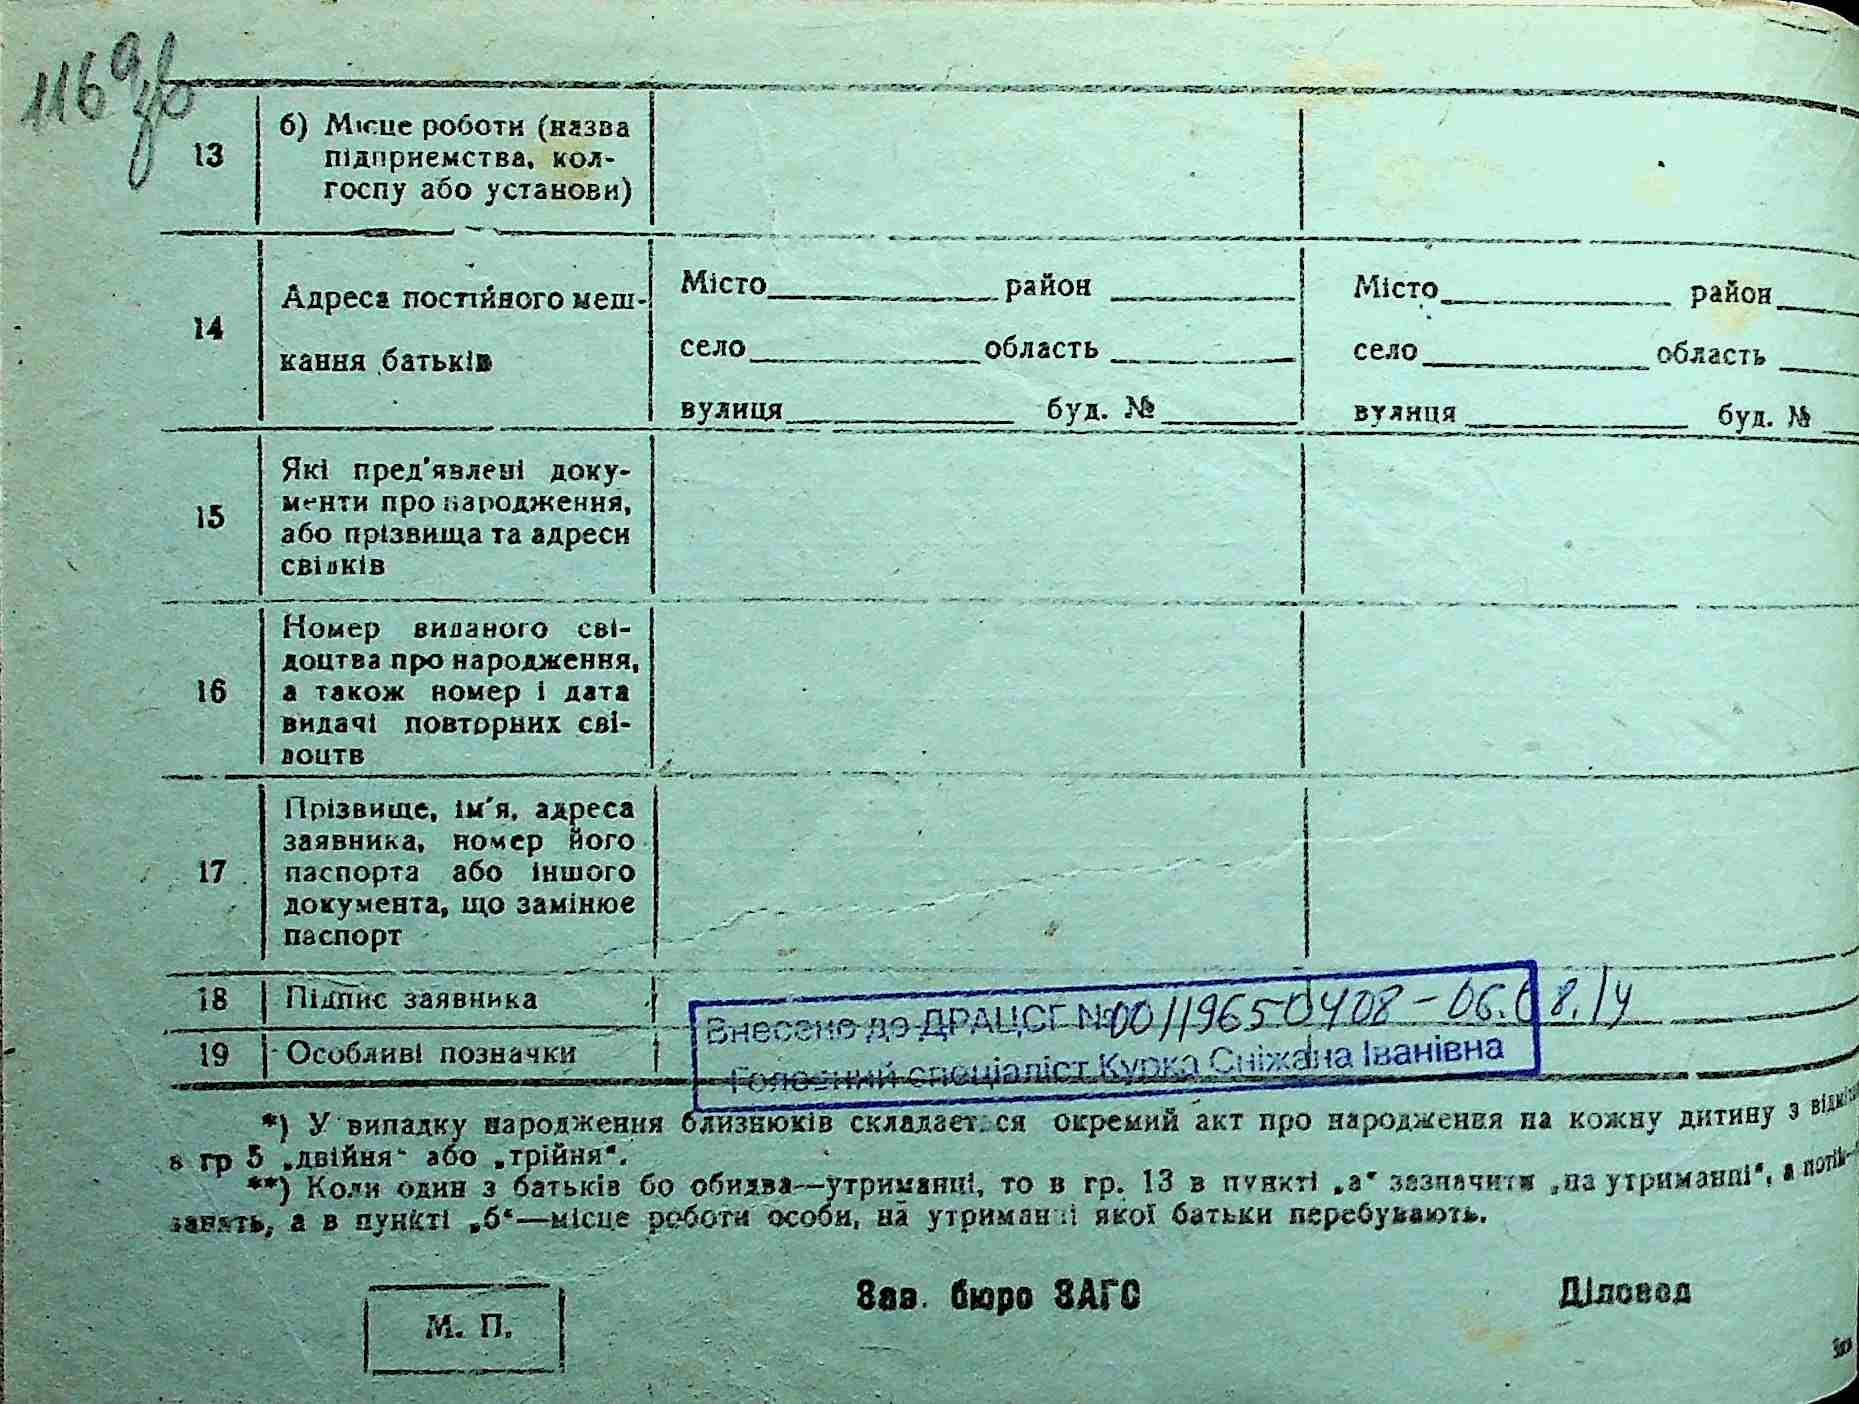 116
13
б) Місце роботи (назва
підприємства, кол-
госпу або установи)
14
Адреса постійного меш-
кання батьків
Місто район
село область
вулиця буд. №
Місто район
село область
вулиця буд. №
15
Які пред'явлені доку-
менти про народження,
або прізвища та адреси
свідків
16
Номер виданого сві-
доцтва про народження,
а також номер і дата
видачі повторних сві-
доцтв
17
Прізвище, ім'я, адреса
заявника, номер його
паспорта або іншого
документа, що замінює
паспорт
18 Підпис заявника
19 Особливі позначки
Внесено до ДРАЦСГ №00119650408-06.08.14
Головний спеціаліст Курка Сніжана Іванівна
*) У випадку народження близнюків складається окремий акт про народження на кожну дитину з
в гр 5 „двійня“ або „трійня“.
**) Коли один з батьків бо обидва—утриманці, то в гр. 13 в пункті „а“ зазначити „на утриманні“, а
занять, а в пункті „б“—місце роботи особи, на утриманні якої батьки перебувають.
М. П.
Зав. бюро ЗАГС
Діловод